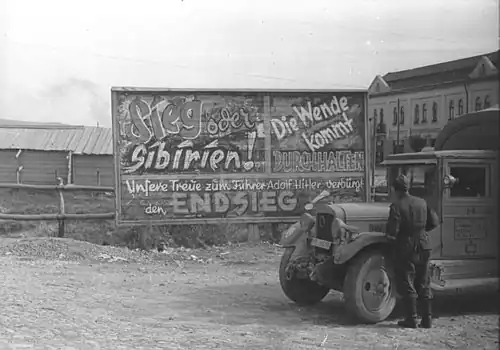 Sieg oder
Sibirien!
Die Wende
kommt
DURCHHALTEN
Unsere Treue zum Führer Adolf Hitler verbürgt
den ENDSIEG!